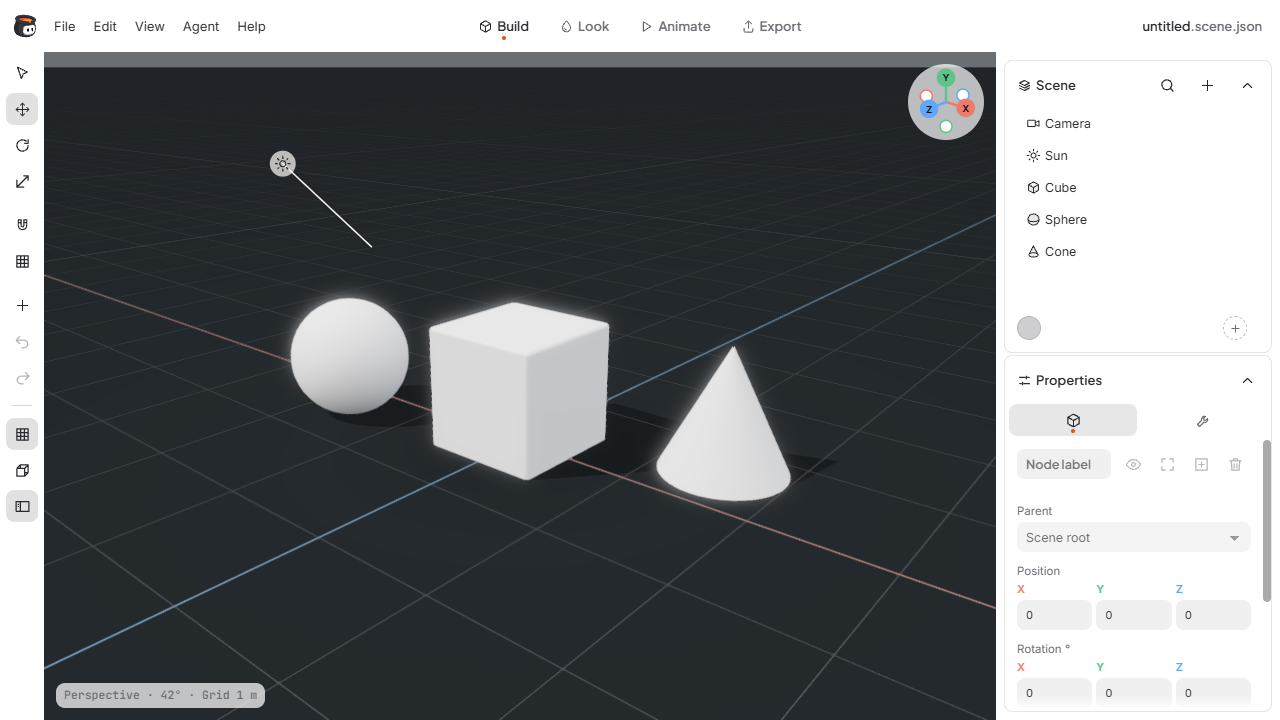 File Edit View Agent Help
Build Look Animate Export
untitled.scene.json
Y
Z
X
Perspective · 42° · Grid 1 m
Scene
Camera
Sun
Cube
Sphere
Cone
Properties
Node label
Parent
Scene root
Position
X Y Z
0 0 0
Rotation °
X Y Z
0 0 0